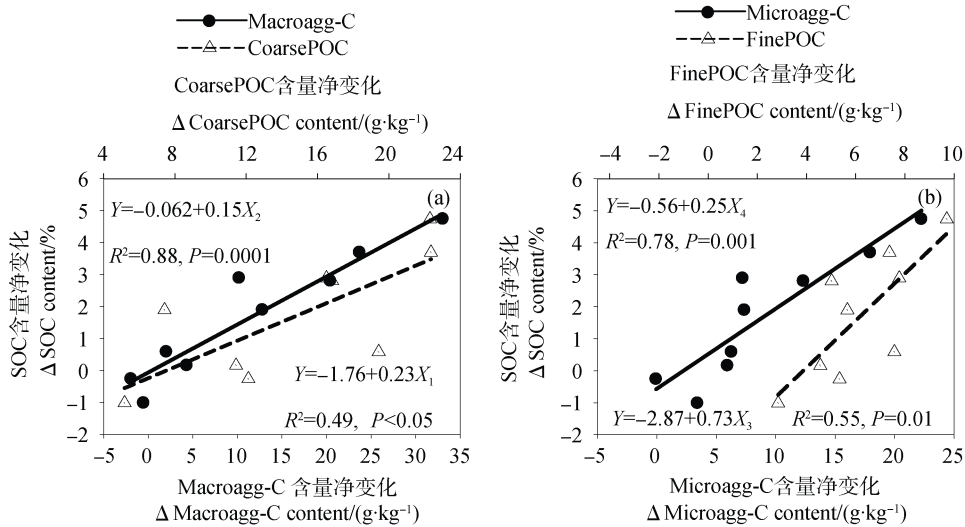 Macroagg-C
CoarsePOC
CoarsePOC含量净变化
Δ CoarsePOC content/(g·kg⁻¹)
4 8 12 16 20 24
(a)
Y=−0.062+0.15X₂
R²=0.88, P=0.0001
Y=−1.76+0.23X₁
R²=0.49, P<0.05
6
5
4
3
2
1
0
−1
−2
SOC含量净变化
Δ SOC content/%
−5 0 5 10 15 20 25 30 35
Macroagg-C 含量净变化
Δ Macroagg-C content/(g·kg⁻¹)
Microagg-C
FinePOC
FinePOC含量净变化
Δ FinePOC content/(g·kg⁻¹)
−4 −2 0 2 4 6 8 10
(b)
Y=−0.56+0.25X₄
R²=0.78, P=0.001
Y=−2.87+0.73X₃
R²=0.55, P=0.01
6
5
4
3
2
1
0
−1
−2
SOC含量净变化
Δ SOC content/%
−5 0 5 10 15 20 25
Microagg-C含量净变化
Δ Microagg-C content/(g·kg⁻¹)